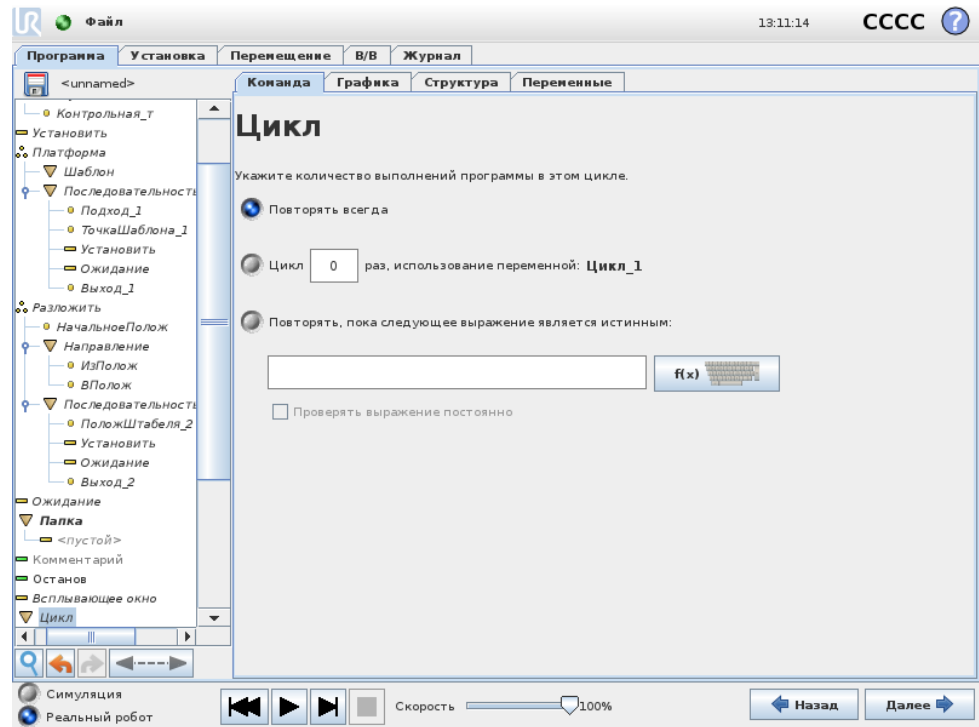 UR Файл 13:11:14 CCCC ?
Программа Установка Перемещение В/В Журнал
<unnamed>
Команда Графика Структура Переменные
Контрольная_т
Установить
Платформа
Шаблон
Последовательность
Подход_1
ТочкаШаблона_1
Установить
Ожидание
Выход_1
Разложить
НачальноеПолож
Направление
ИзПолож
ВПолож
Последовательность
ПоложШтабеля_2
Установить
Ожидание
Выход_2
Ожидание
Папка
<пустой>
Комментарий
Останов
Всплывающее окно
Цикл
Цикл
Укажите количество выполнений программы в этом цикле.
Повторять всегда
Цикл 0 раз, использование переменной: Цикл_1
Повторять, пока следующее выражение является истинным:
f(x)
Проверять выражение постоянно
Симуляция
Реальный робот
Скорость 100%
Назад Далее